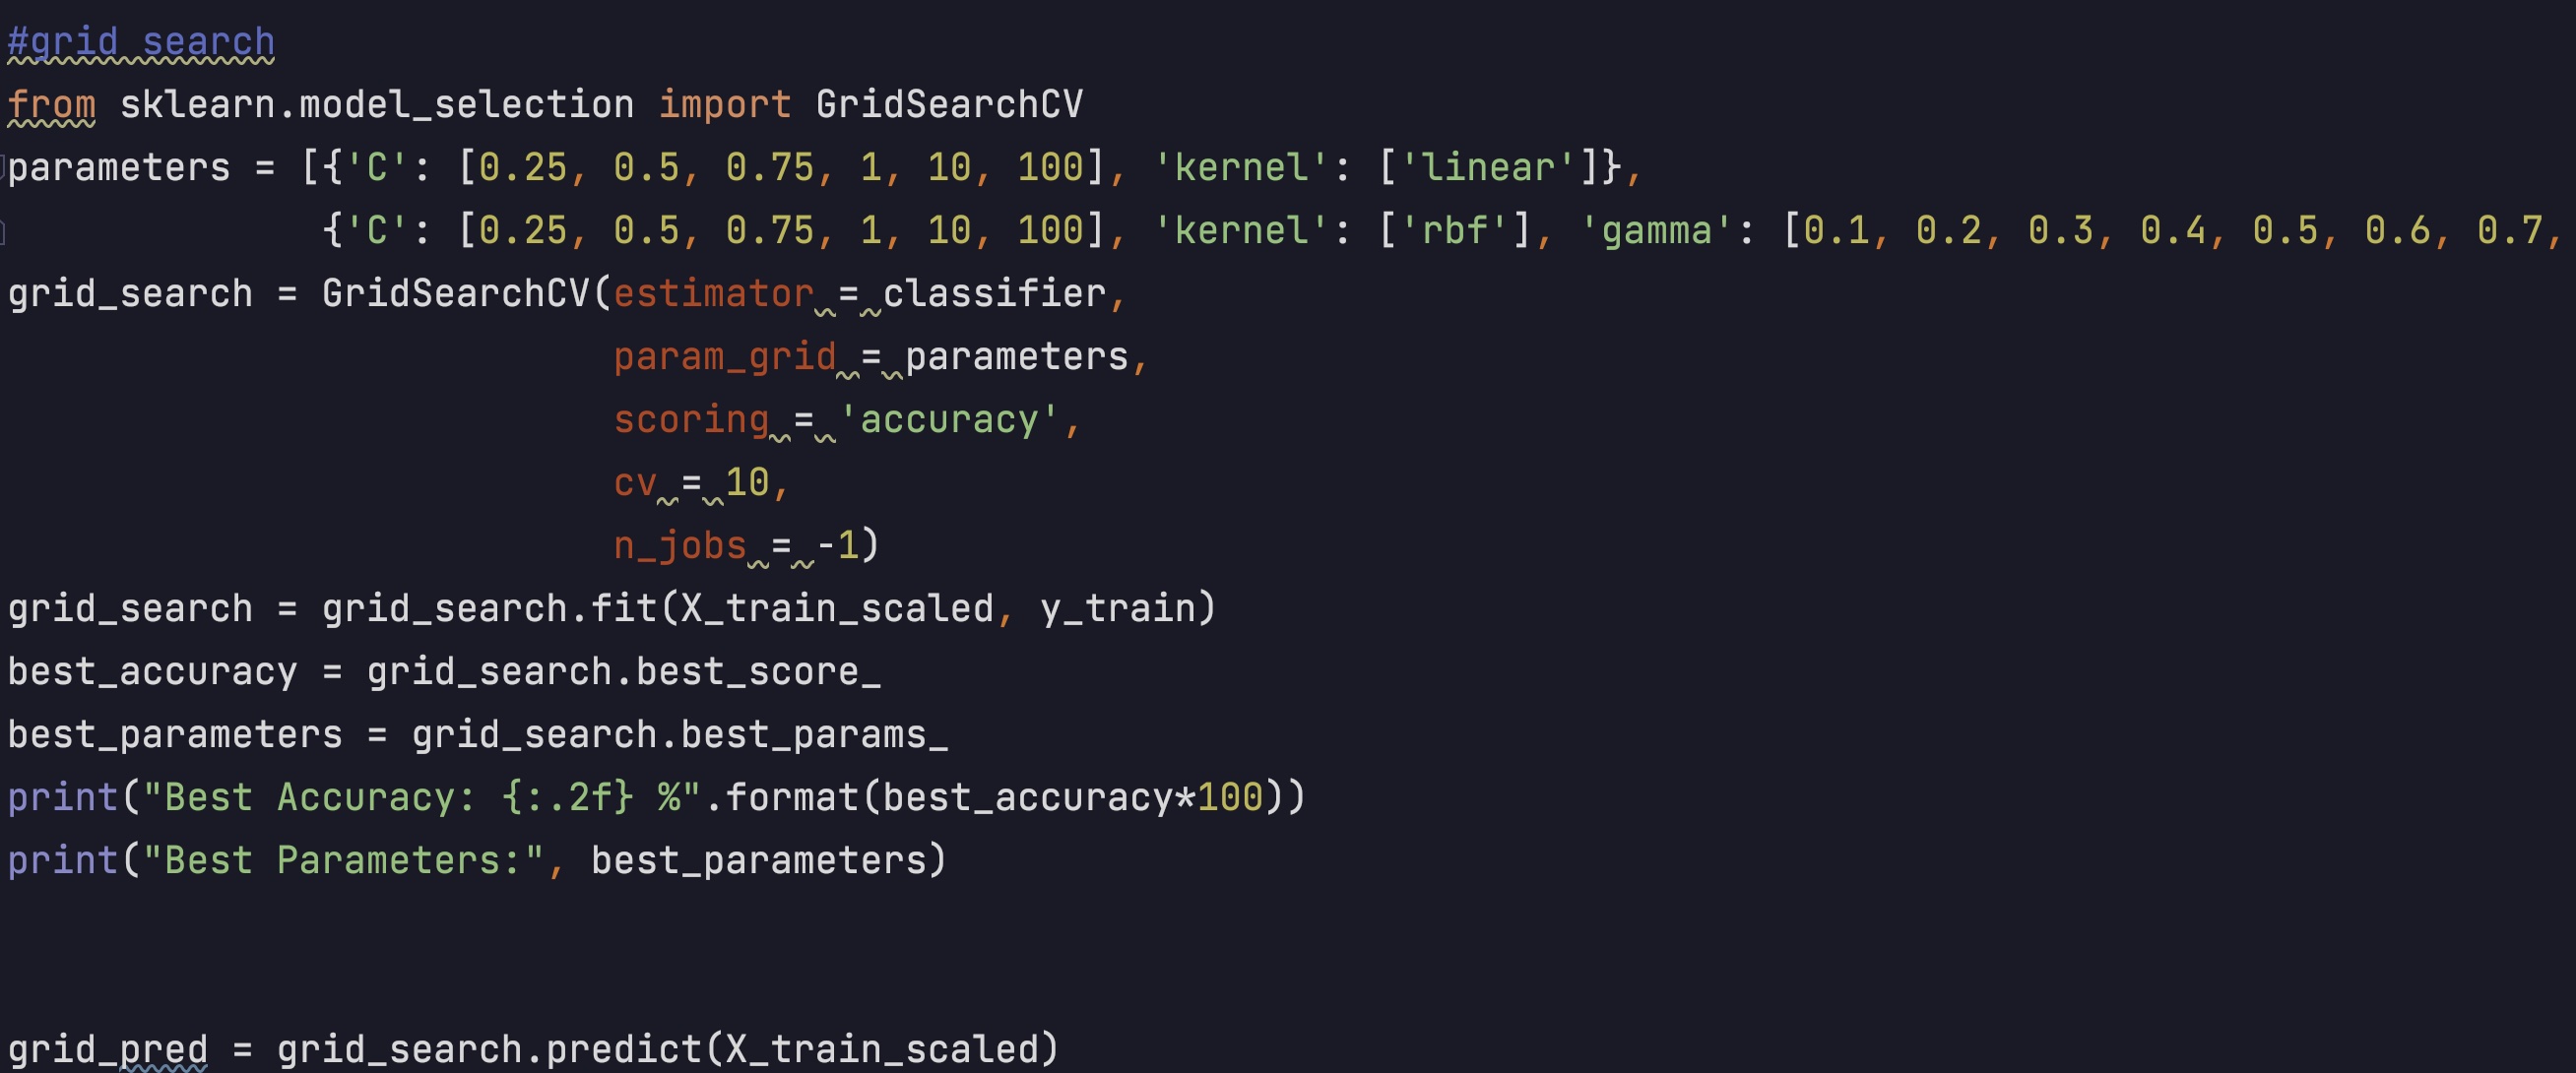 #grid search
from sklearn.model_selection import GridSearchCV
parameters = [{'C': [0.25, 0.5, 0.75, 1, 10, 100], 'kernel': ['linear']},
{'C': [0.25, 0.5, 0.75, 1, 10, 100], 'kernel': ['rbf'], 'gamma': [0.1, 0.2, 0.3, 0.4, 0.5, 0.6, 0.7,
grid_search = GridSearchCV(estimator = classifier,
param_grid = parameters,
scoring = 'accuracy',
cv = 10,
n_jobs = -1)
grid_search = grid_search.fit(X_train_scaled, y_train)
best_accuracy = grid_search.best_score_
best_parameters = grid_search.best_params_
print("Best Accuracy: {:.2f} %".format(best_accuracy*100))
print("Best Parameters:", best_parameters)
grid_pred = grid_search.predict(X_train_scaled)